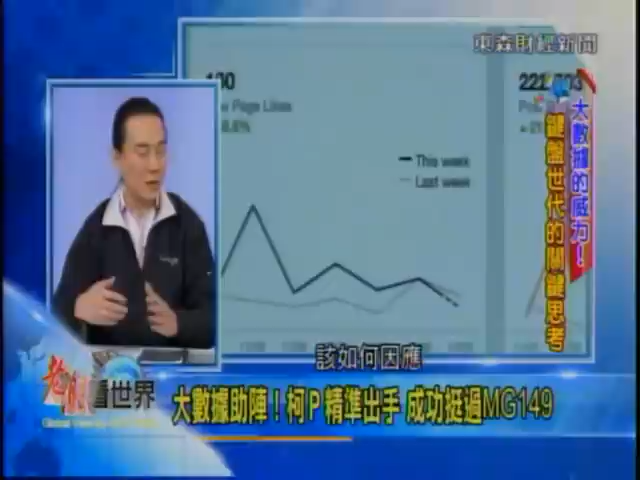 東森財經新聞
Page Likes
This week
Last week
大數據的威力！
鍵盤世代的關鍵思考
該如何因應
看世界
大數據助陣！柯P精準出手 成功挺過MG149